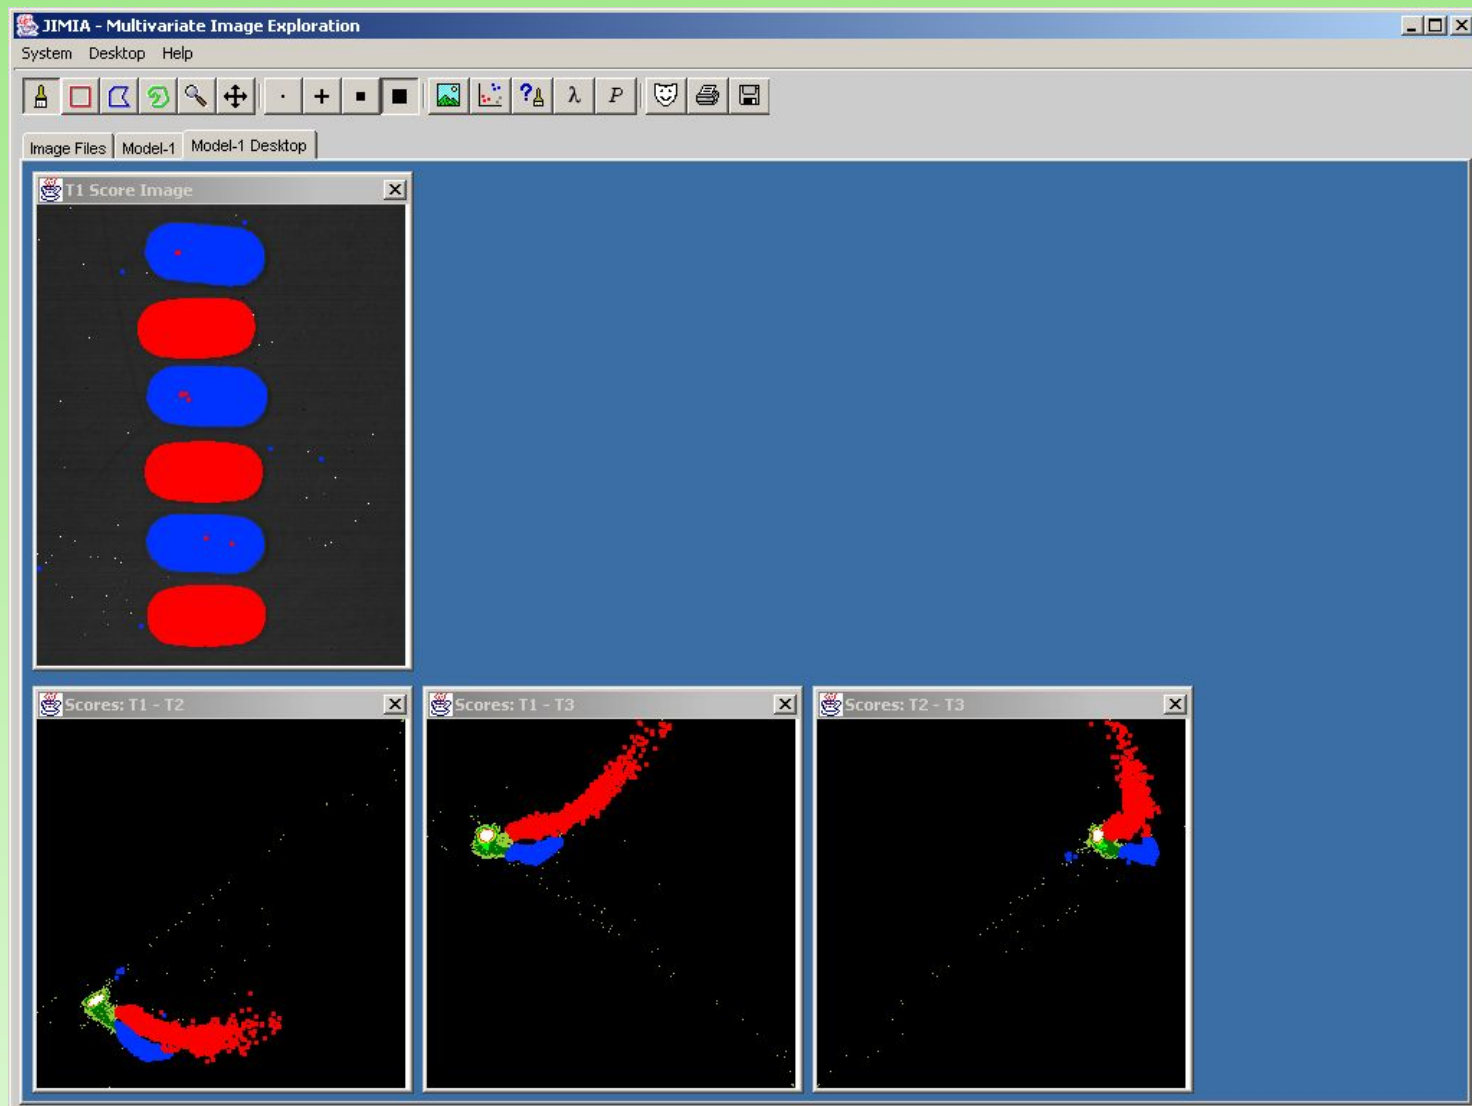 JIMIA - Multivariate Image Exploration
System Desktop Help
? λ P
Image Files Model-1 Model-1 Desktop
T1 Score Image
Scores: T1 - T2 Scores: T1 - T3 Scores: T2 - T3